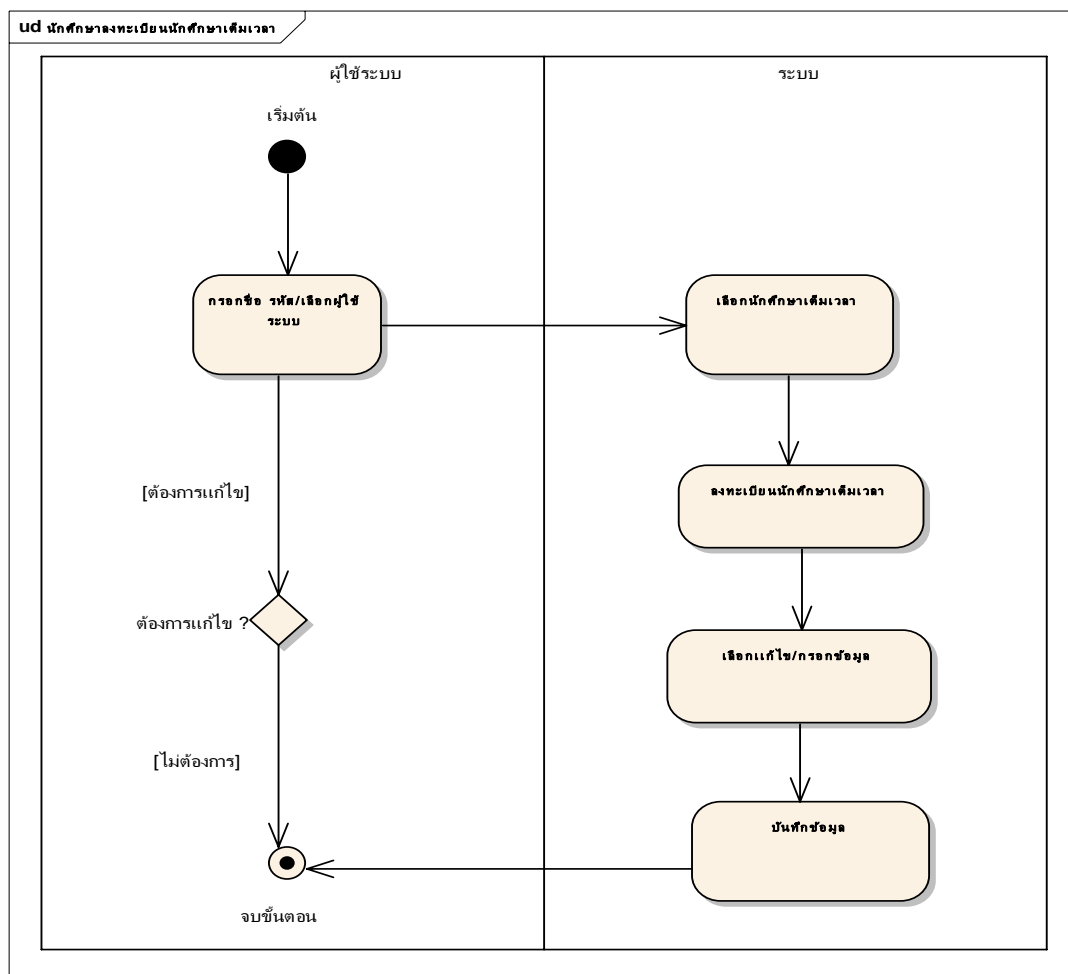 ud นักศึกษาลงทะเบียนนักศึกษาเต็มเวลา
ผู้ใช้ระบบ
ระบบ
เริ่มต้น
กรอกชื่อ รหัส/เลือกผู้ใช้
ระบบ
เลือกนักศึกษาเต็มเวลา
[ต้องการแก้ไข]
ลงทะเบียนนักศึกษาเต็มเวลา
ต้องการแก้ไข ?
เลือกแก้ไข/กรอกข้อมูล
[ไม่ต้องการ]
บันทึกข้อมูล
จบขั้นตอน